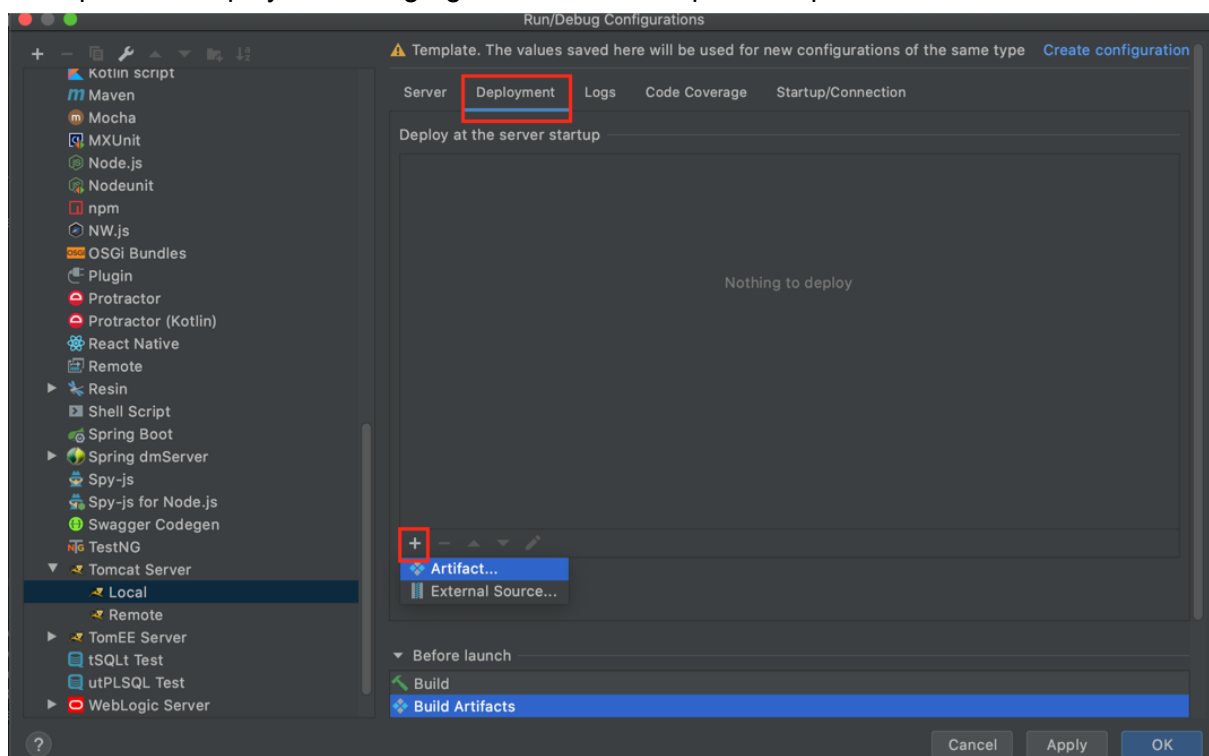 Run/Debug Configurations
Template. The values saved here will be used for new configurations of the same type Create configuration
Kotlin script
Maven
Mocha
MXUnit
Node.js
Nodeunit
npm
NW.js
OSGi Bundles
Plugin
Protractor
Protractor (Kotlin)
React Native
Remote
Resin
Shell Script
Spring Boot
Spring dmServer
Spy-js
Spy-js for Node.js
Swagger Codegen
TestNG
Tomcat Server
Local
Remote
TomEE Server
tSQLt Test
utPLSQL Test
WebLogic Server
Server Deployment Logs Code Coverage Startup/Connection
Deploy at the server startup
Nothing to deploy
Artifact...
External Source...
Before launch
Build
Build Artifacts
? Cancel Apply OK